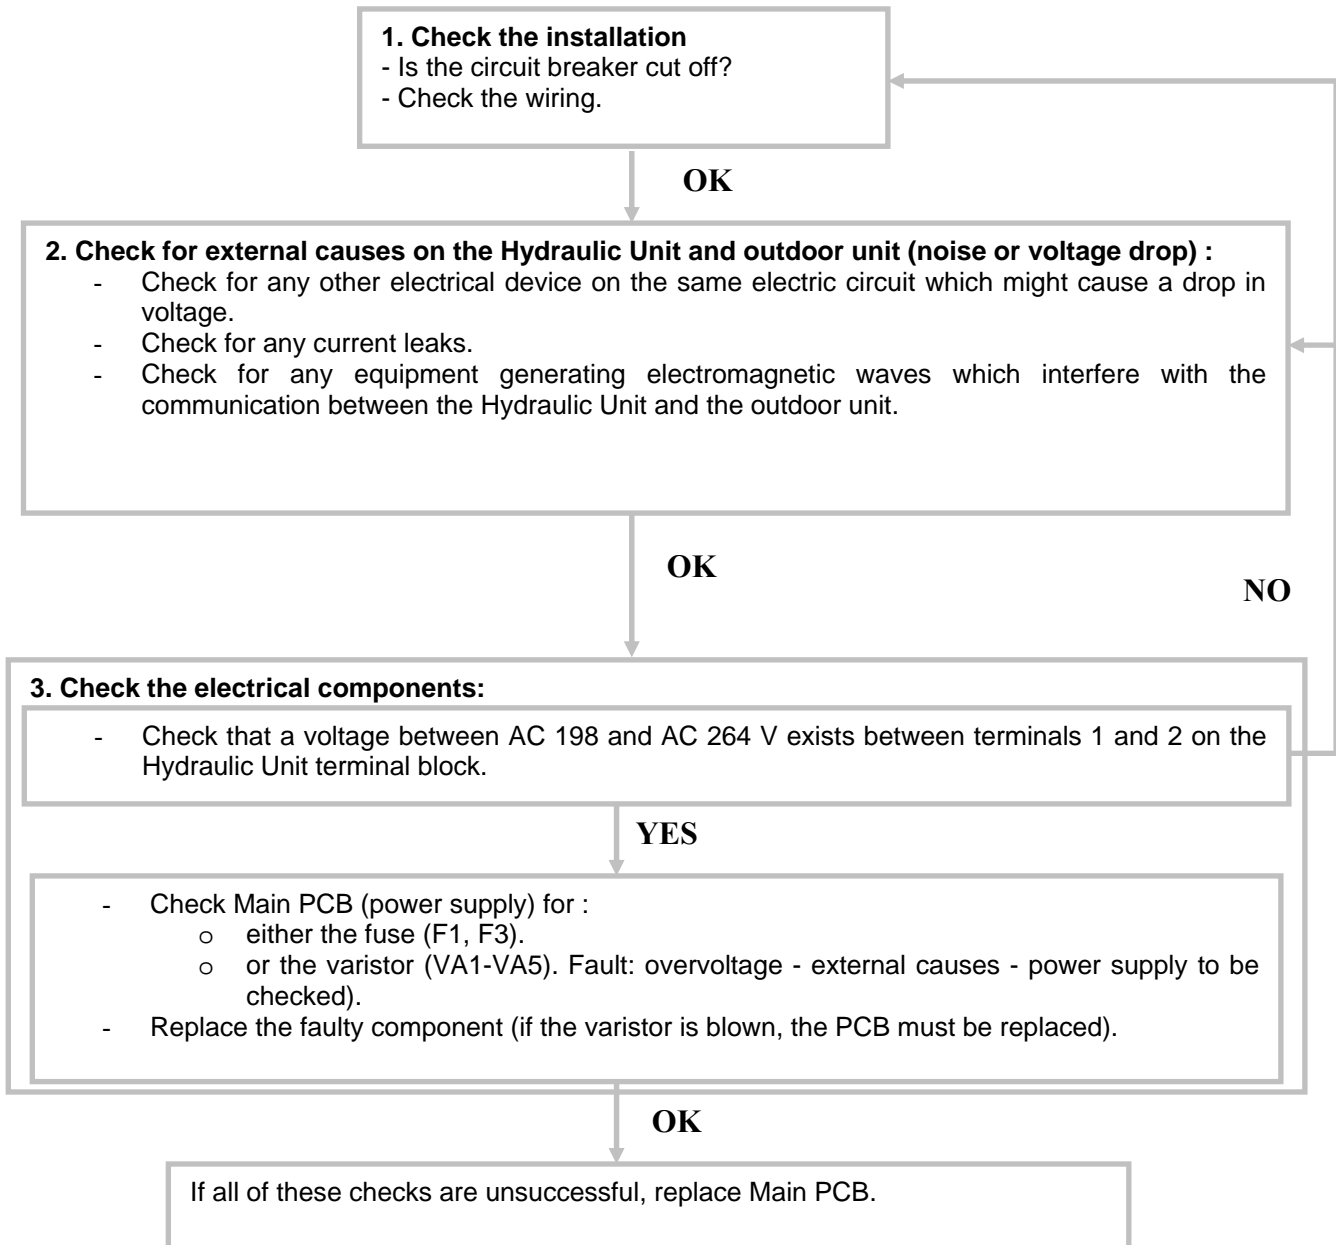 1. Check the installation
- Is the circuit breaker cut off?
- Check the wiring.
OK
2. Check for external causes on the Hydraulic Unit and outdoor unit (noise or voltage drop) :
- Check for any other electrical device on the same electric circuit which might cause a drop in
voltage.
- Check for any current leaks.
- Check for any equipment generating electromagnetic waves which interfere with the
communication between the Hydraulic Unit and the outdoor unit.
OK
NO
3. Check the electrical components:
- Check that a voltage between AC 198 and AC 264 V exists between terminals 1 and 2 on the
Hydraulic Unit terminal block.
YES
- Check Main PCB (power supply) for :
o either the fuse (F1, F3).
o or the varistor (VA1-VA5). Fault: overvoltage - external causes - power supply to be
checked).
- Replace the faulty component (if the varistor is blown, the PCB must be replaced).
OK
If all of these checks are unsuccessful, replace Main PCB.